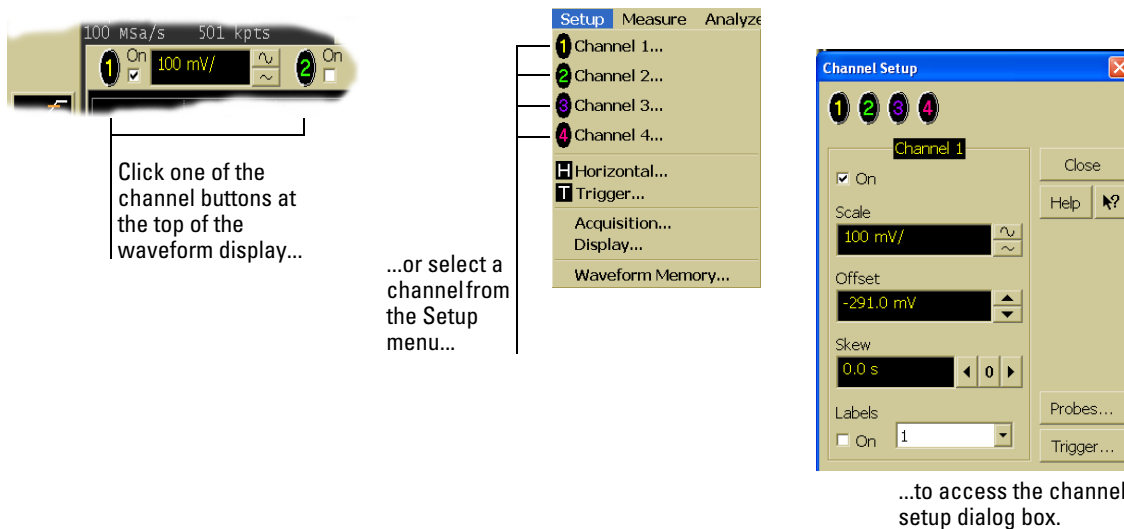 100 MSa/s 501 kpts
1 On 100 mV/ 2 On
Click one of the
channel buttons at
the top of the
waveform display...
...or select a
channel from
the Setup
menu...
Setup Measure Analyze
1 Channel 1...
2 Channel 2...
3 Channel 3...
4 Channel 4...
H Horizontal...
T Trigger...
Acquisition...
Display...
Waveform Memory...
Channel Setup
1 2 3 4
Channel 1
On
Scale
100 mV/
Offset
-291.0 mV
Skew
0.0 s 0
Labels
On 1
Close
Help ?
Probes...
Trigger...
...to access the channel
setup dialog box.